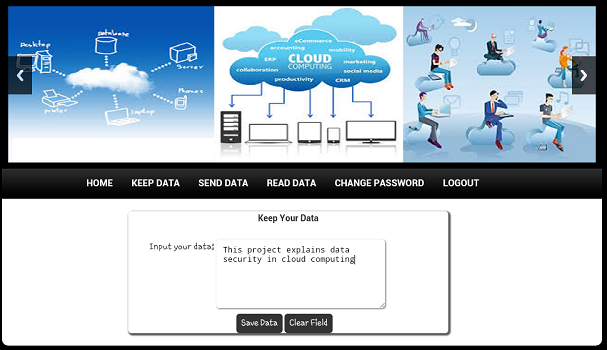 Desktop
Database
Server
Phones
Laptop
printer
eCommerce
accounting
mobility
ERP
CLOUD
COMPUTING
marketing
collaboration
social media
productivity
CRM
HOME KEEP DATA SEND DATA READ DATA CHANGE PASSWORD LOGOUT
Keep Your Data
Input your data:
This project explains data
security in cloud computing
Save Data Clear Field